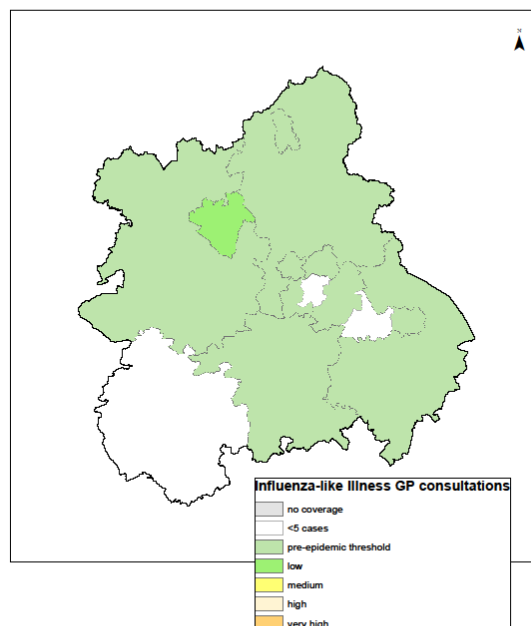 N
Influenza-like Illness GP consultations
no coverage
<5 cases
pre-epidemic threshold
low
medium
high
very high